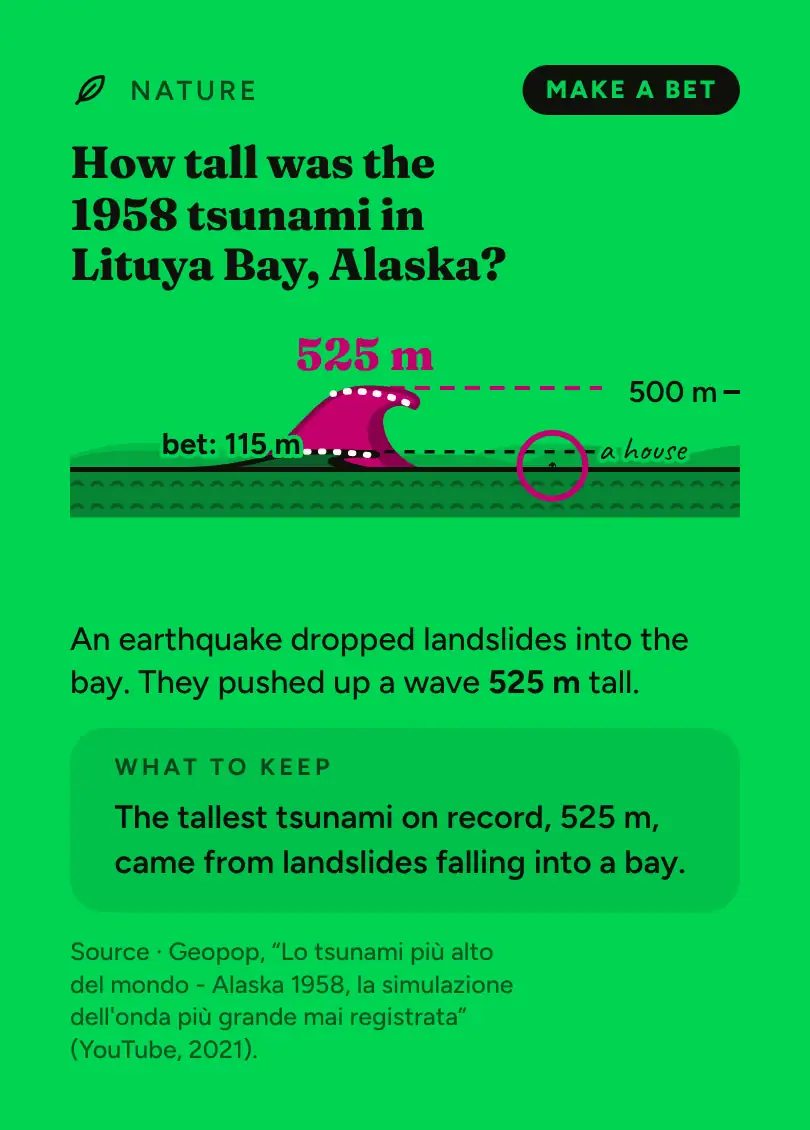 NATURE
MAKE A BET
How tall was the
1958 tsunami in
Lituya Bay, Alaska?
525 m
500 m
bet: 115 m
a house
An earthquake dropped landslides into the
bay. They pushed up a wave 525 m tall.
WHAT TO KEEP
The tallest tsunami on record, 525 m,
came from landslides falling into a bay.
Source · Geopop, “Lo tsunami più alto
del mondo - Alaska 1958, la simulazione
dell'onda più grande mai registrata”
(YouTube, 2021).